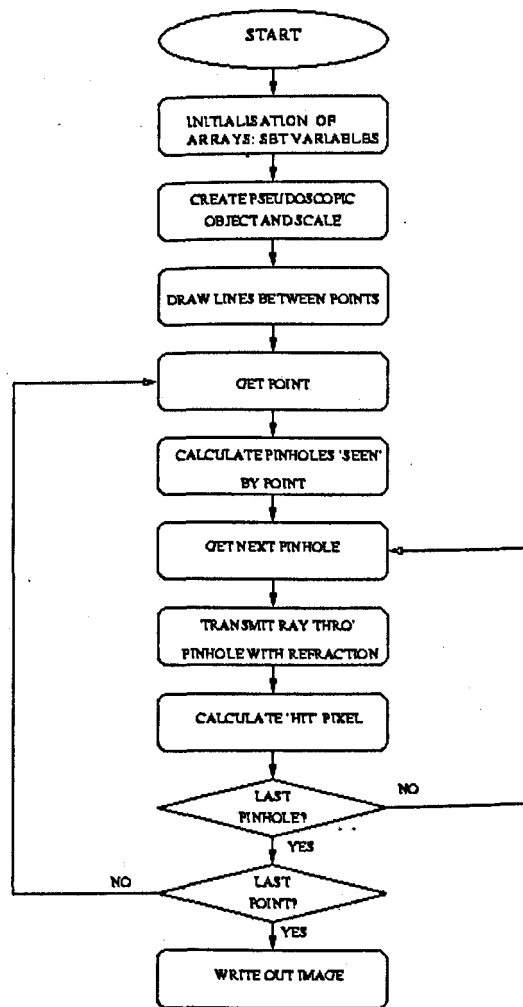 START
INITIALISATION OF
ARRAYS: SET VARIABLES
CREATE PSEUDOSCOPIC
OBJECT AND SCALE
DRAW LINES BETWEEN POINTS
GET POINT
CALCULATE PINHOLES 'SEEN'
BY POINT
GET NEXT PINHOLE
TRANSMIT RAY THRO'
PINHOLE WITH REFRACTION
CALCULATE 'HIT' PIXEL
LAST
PINHOLE?
NO
YES
LAST
POINT?
NO
YES
WRITE OUT IMAGE